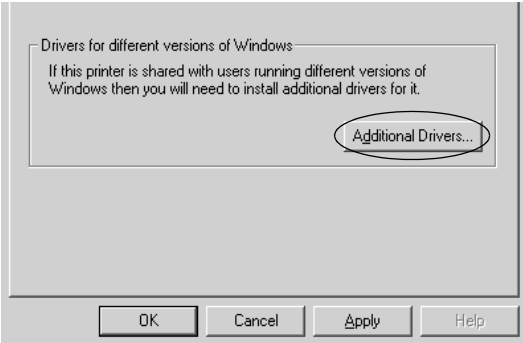 Drivers for different versions of Windows
If this printer is shared with users running different versions of
Windows then you will need to install additional drivers for it.
Additional Drivers...
OK Cancel Apply Help